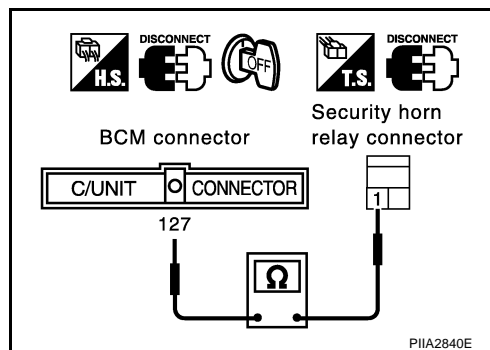 DISCONNECT
DISCONNECT
H.S.
OFF
T.S.
Security horn
relay connector
BCM connector
C/UNIT CONNECTOR
1
127
Ω
PIIA2840E